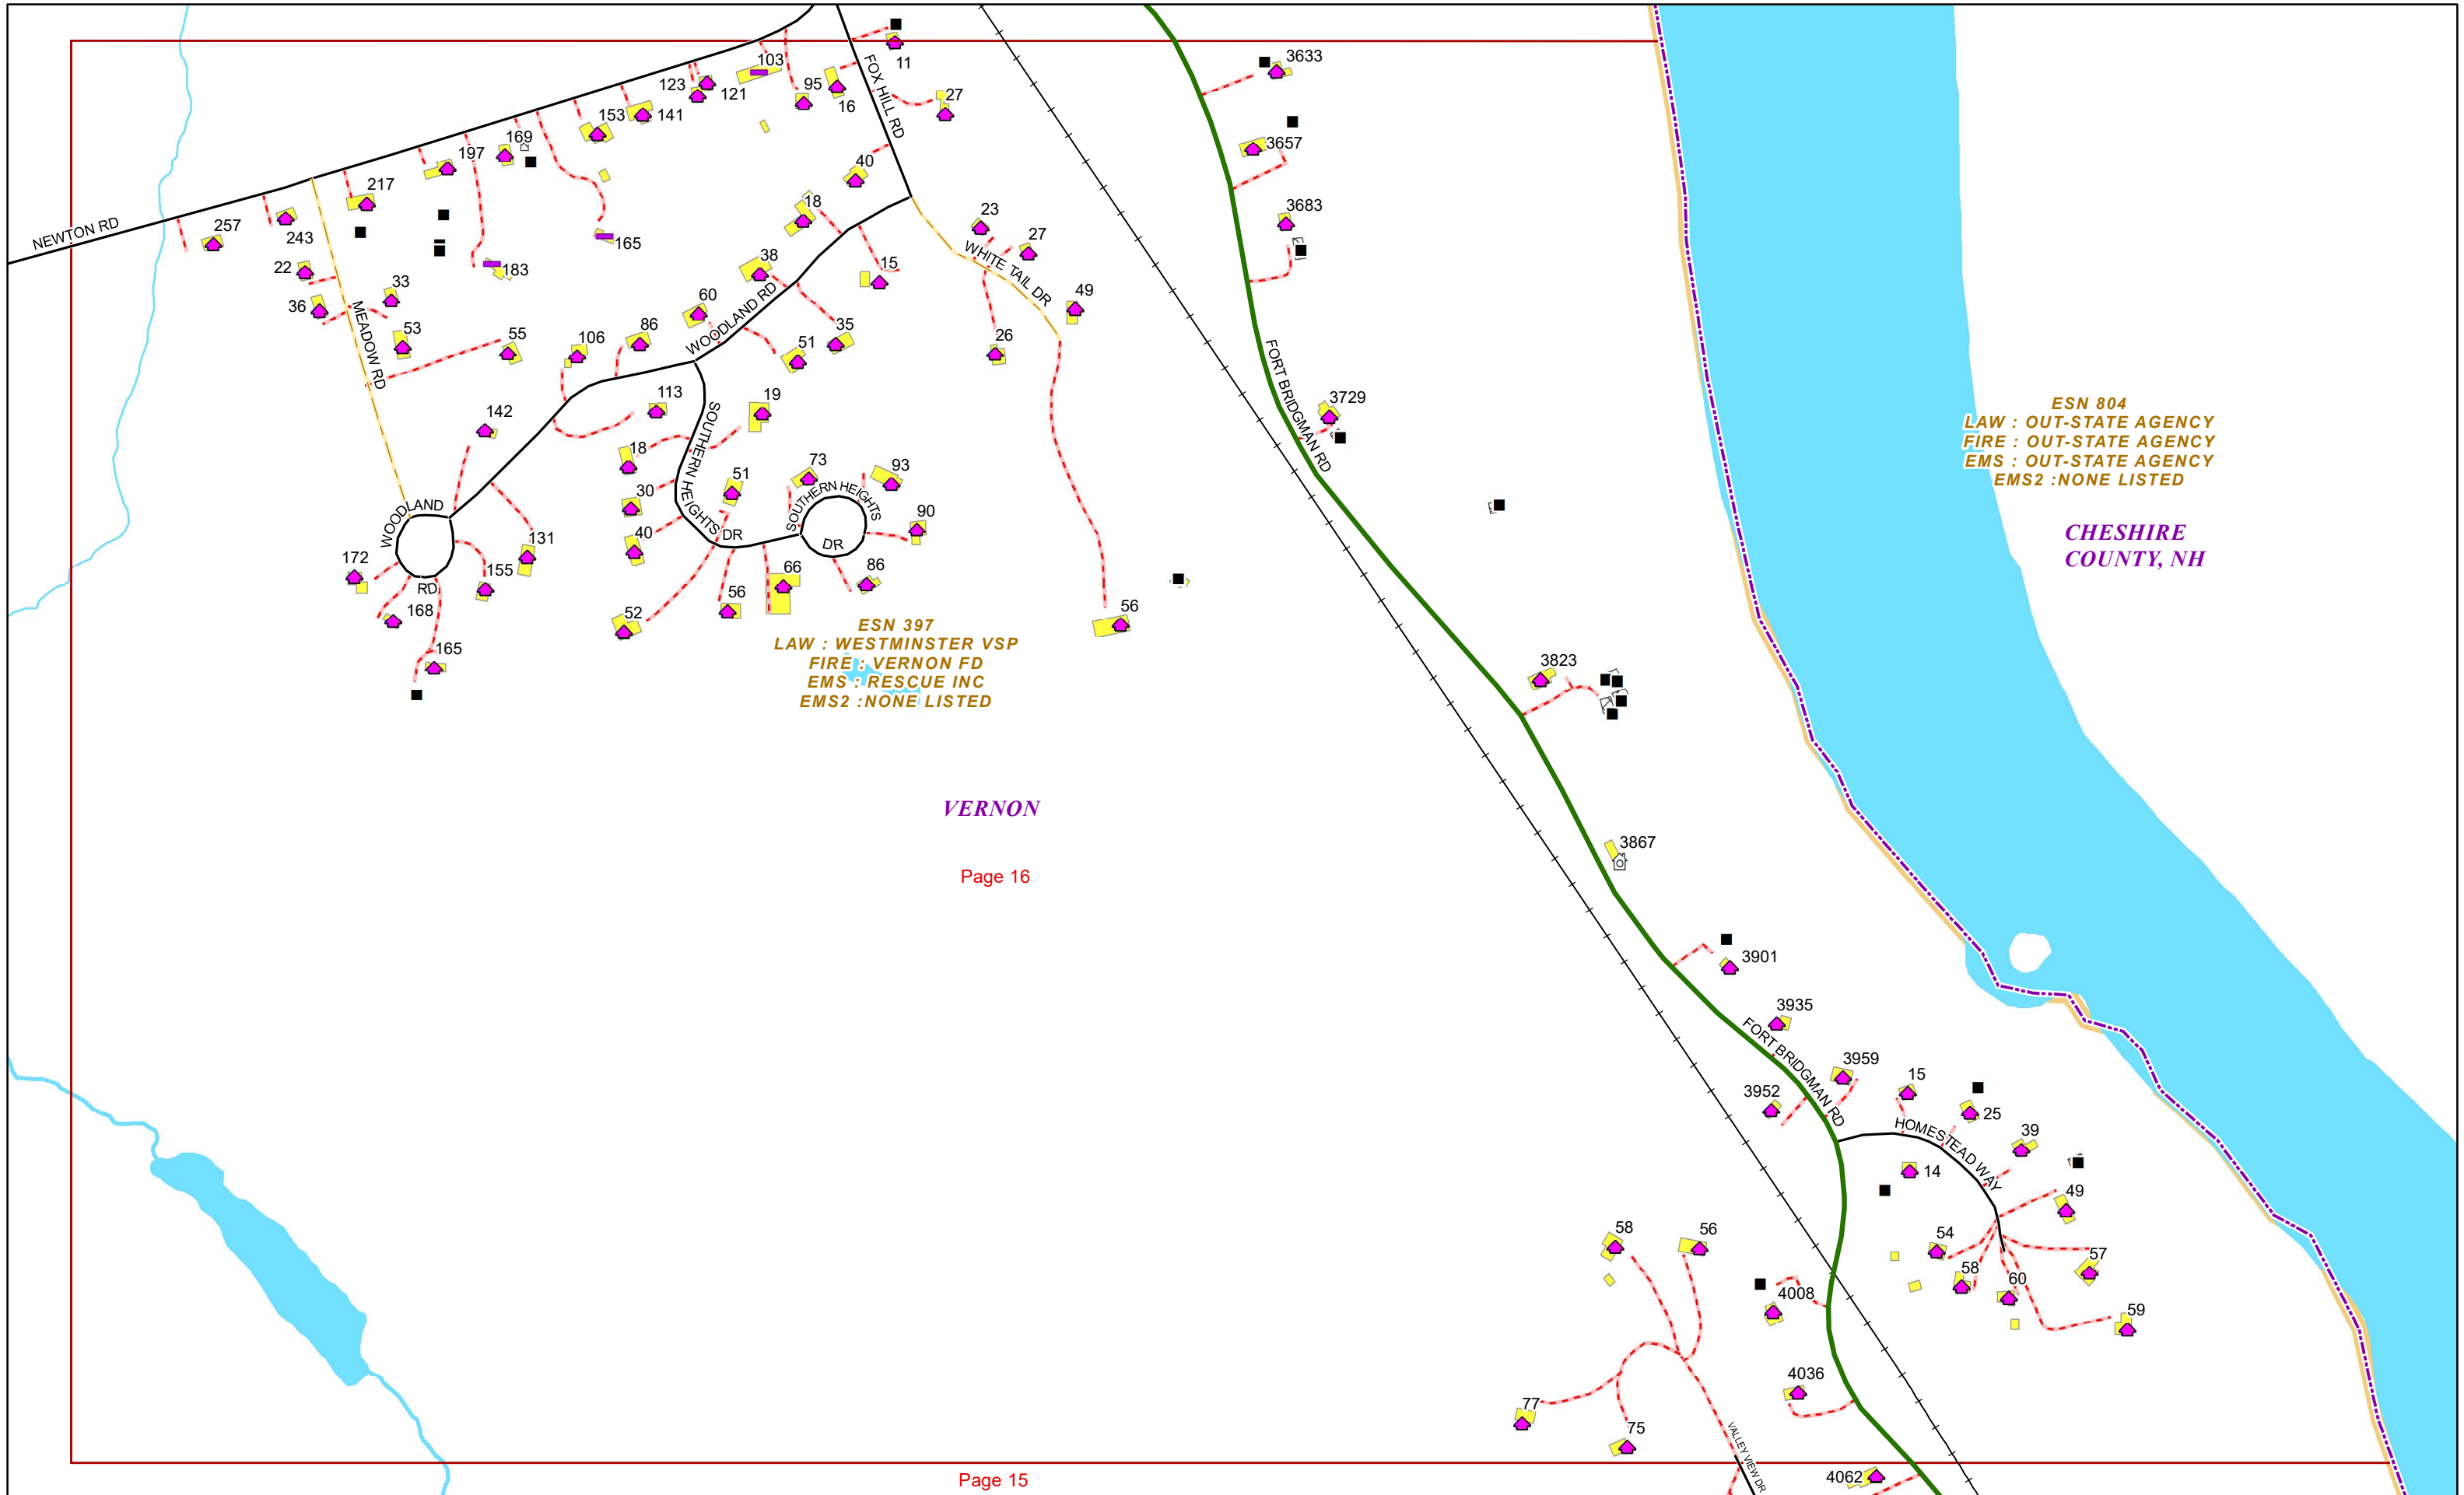 11
103
3633
123
121
95
16
FOX HILL RD
27
153
141
3657
169
197
40
217
18
3683
23
257
243
NEWTON RD
27
165
WHITE TAIL DR
38
15
183
22
33
49
36
60
MEADOW RD
WOODLAND RD
53
55
106
86
35
51
26
FORT BRIDGMAN RD
113
19
3729
142
SOUTHERN HEIGHTS DR
18
ESN 804
LAW : OUT-STATE AGENCY
FIRE : OUT-STATE AGENCY
EMS : OUT-STATE AGENCY
EMS2 :NONE LISTED
73
93
51
30
SOUTHERN HEIGHTS
DR
90
WOODLAND
RD
40
131
172
155
66
86
CHESHIRE
COUNTY, NH
168
56
52
56
165
ESN 397
LAW : WESTMINSTER VSP
FIRE : VERNON FD
EMS : RESCUE INC
EMS2 :NONE LISTED
3823
VERNON
3867
Page 16
3901
3935
FORT BRIDGMAN RD
3959
3952
15
25
HOMESTEAD WAY
39
14
49
58
56
54
57
58
60
4008
59
4036
77
75
VALLEY VIEW DR
Page 15
4062